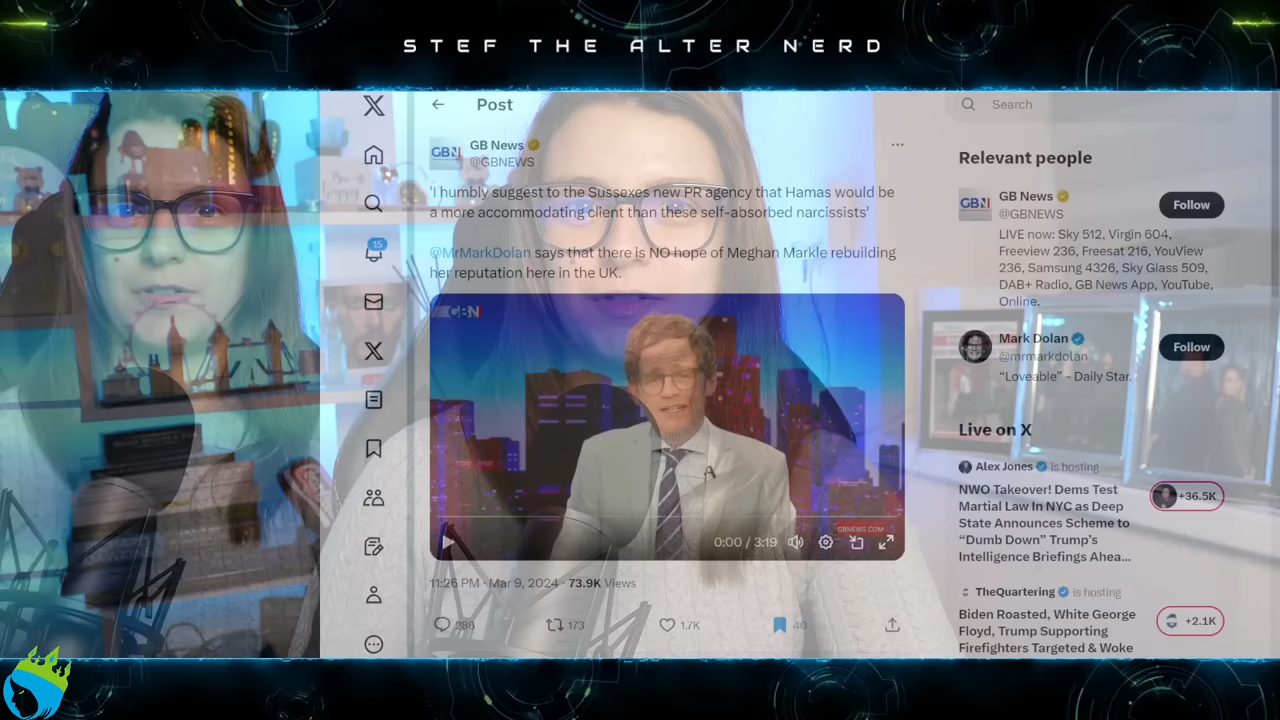 STEF THE ALTER NERD
Post
Search
GB News
@GBNEWS
'I humbly suggest to the Sussexes new PR agency that Hamas would be
a more accommodating client than these self-absorbed narcissists'
@MrMarkDolan says that there is NO hope of Meghan Markle rebuilding
her reputation here in the UK.
GBN
GBNEWS.COM
0:00 / 3:19
11:26 PM · Mar 9, 2024 · 73.9K Views
286
173
1.7K
40
15
Relevant people
GBN
GB News
@GBNEWS
Follow
LIVE now: Sky 512, Virgin 604,
Freeview 236, Freesat 216, YouView
236, Samsung 4326, Sky Glass 509,
DAB+ Radio, GB News App, YouTube,
Online.
Mark Dolan
@mrmarkdolan
Follow
“Loveable” - Daily Star.
Live on X
Alex Jones is hosting
NWO Takeover! Dems Test
Martial Law In NYC as Deep
State Announces Scheme to
“Dumb Down” Trump’s
Intelligence Briefings Ahea...
+36.5K
TheQuartering is hosting
Biden Roasted, White George
Floyd, Trump Supporting
Firefighters Targeted & Woke
+2.1K